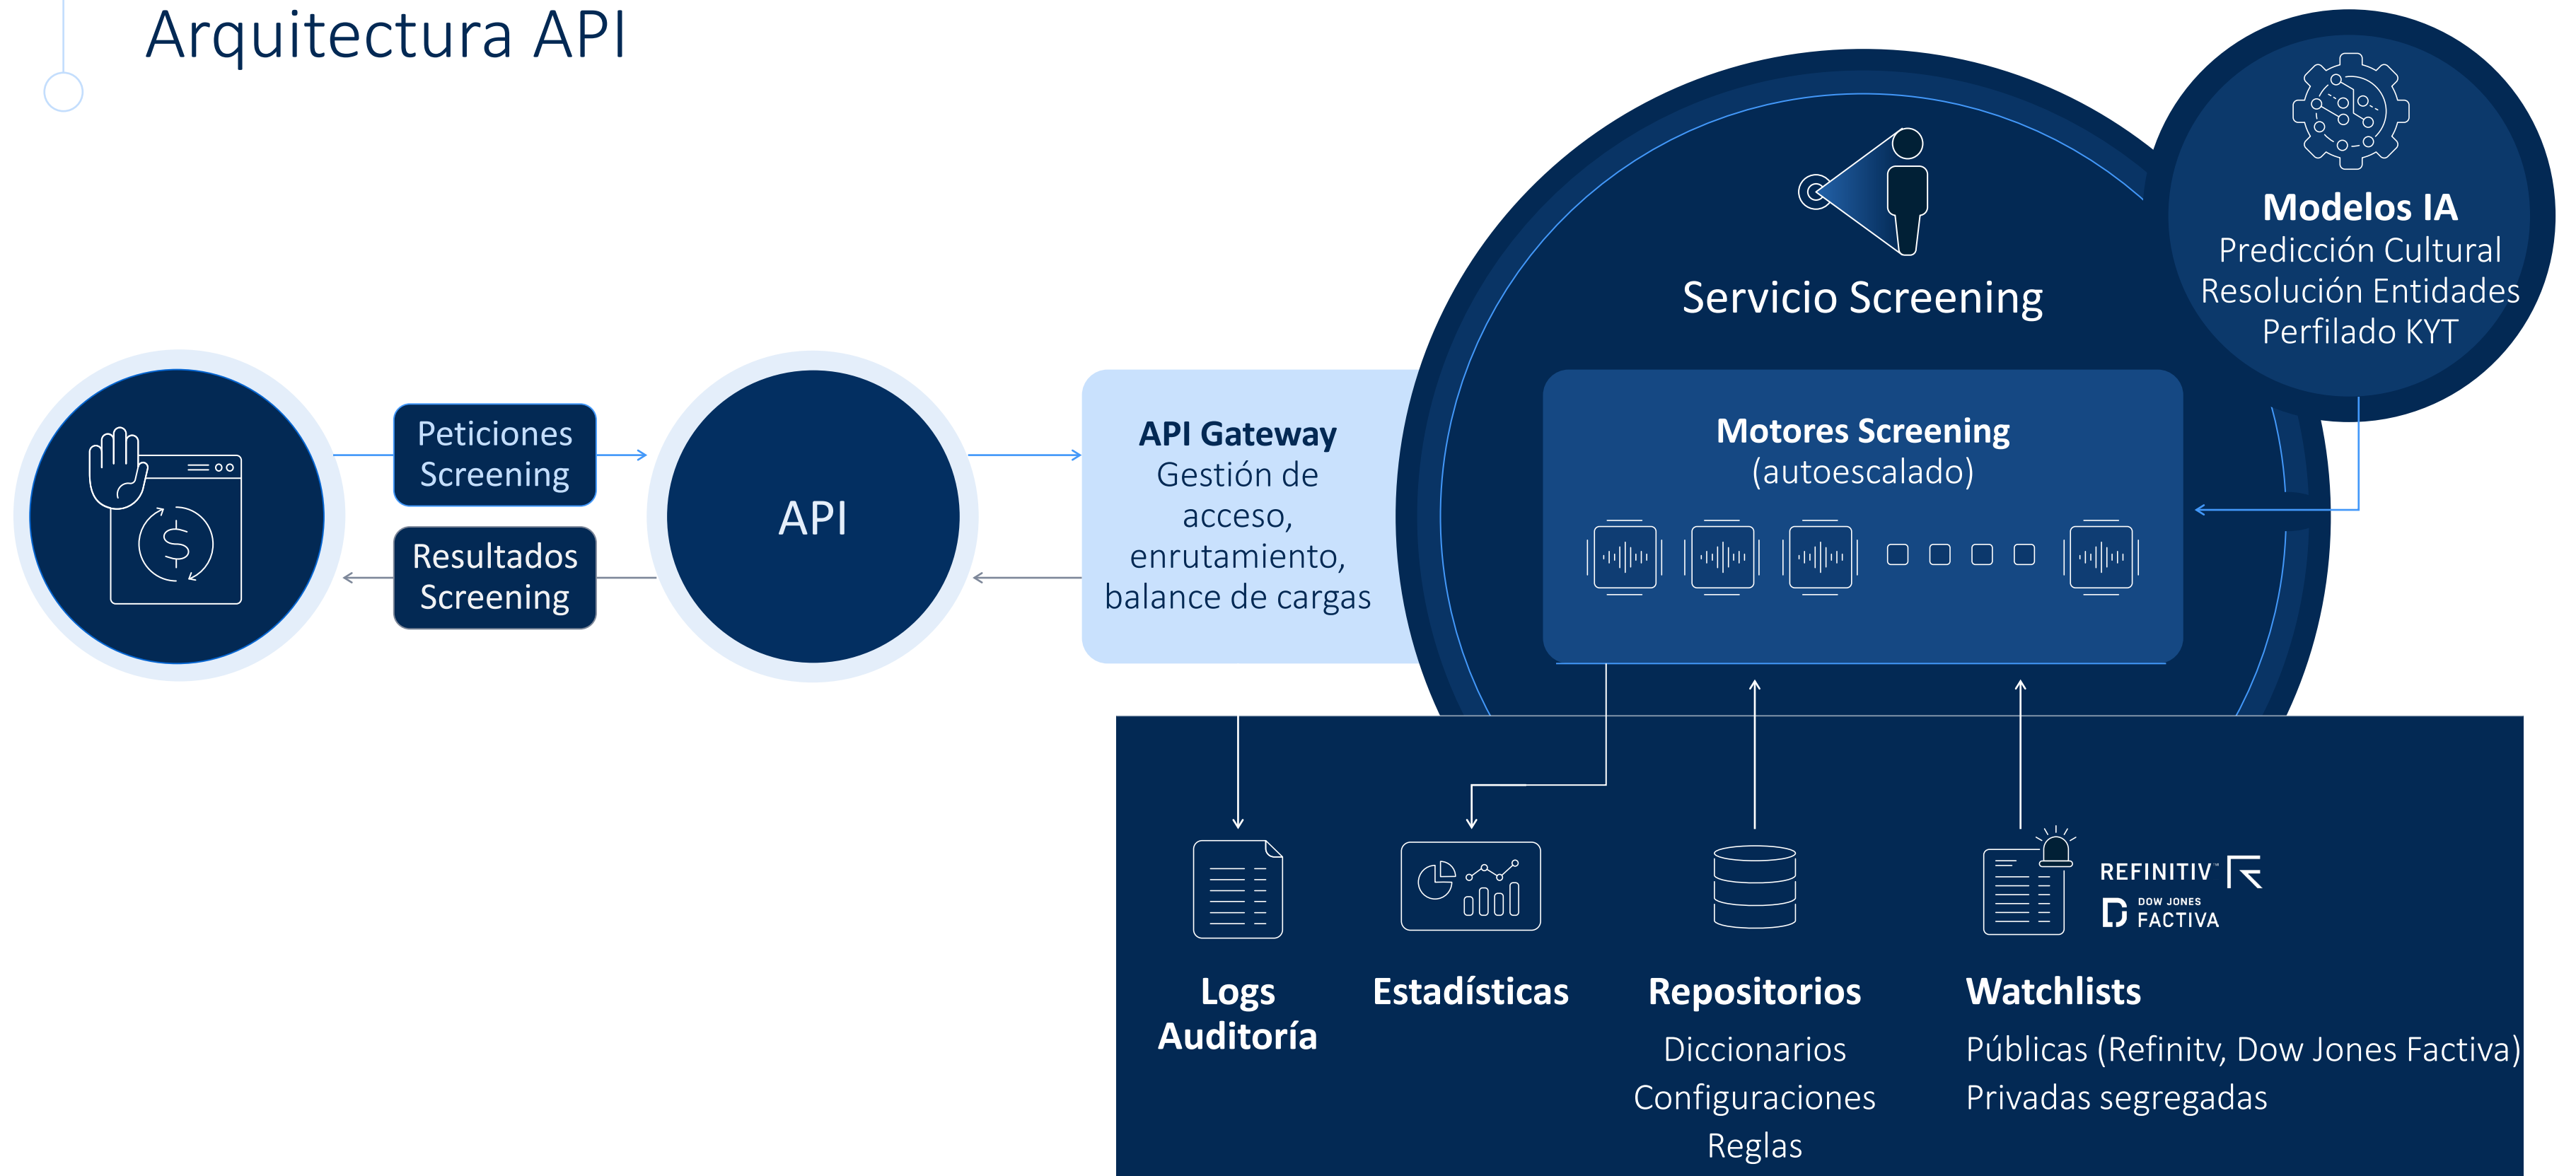 Arquitectura API
Peticiones
Screening
Resultados
Screening
API
API Gateway
Gestión de
acceso,
enrutamiento,
balance de cargas
Servicio Screening
Motores Screening
(autoescalado)
Modelos IA
Predicción Cultural
Resolución Entidades
Perfilado KYT
Logs
Auditoría
Estadísticas
Repositorios
Diccionarios
Configuraciones
Reglas
REFINITIV™
DOW JONES
FACTIVA
Watchlists
Públicas (Refinitv, Dow Jones Factiva)
Privadas segregadas